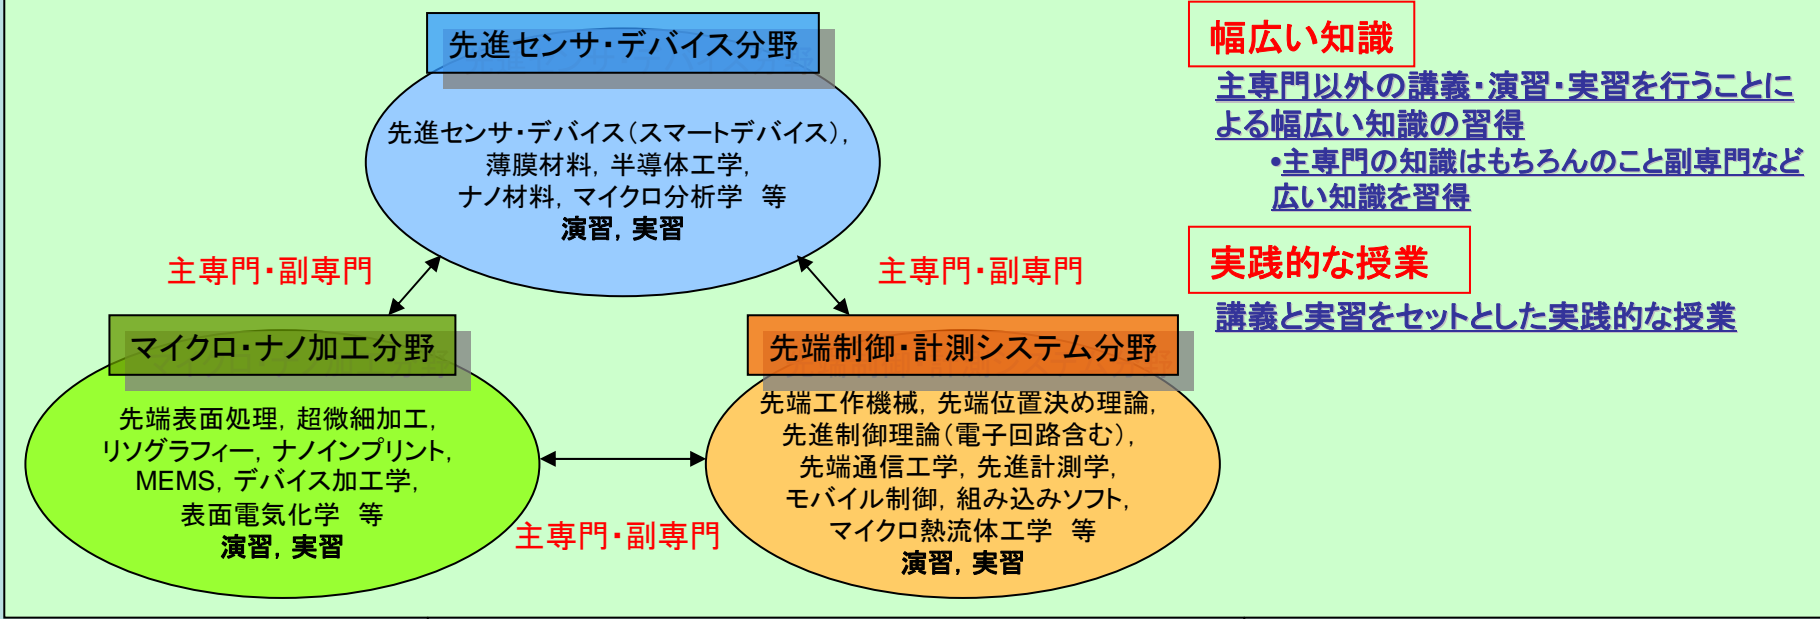 先進センサ・デバイス分野
先進センサ・デバイス（スマートデバイス），
薄膜材料，半導体工学，
ナノ材料，マイクロ分析学　等
演習，実習
主専門・副専門
主専門・副専門
マイクロ・ナノ加工分野
先端表面処理，超微細加工，
リソグラフィー，ナノインプリント，
MEMS，デバイス加工学，
表面電気化学　等
演習，実習
主専門・副専門
先端制御・計測システム分野
先端工作機械，先端位置決め理論，
先進制御理論（電子回路含む），
先端通信工学，先進計測学，
モバイル制御，組み込みソフト，
マイクロ熱流体工学　等
演習，実習
幅広い知識
主専門以外の講義・演習・実習を行うことに
よる幅広い知識の習得
•主専門の知識はもちろんのこと副専門など
広い知識を習得
実践的な授業
講義と実習をセットとした実践的な授業